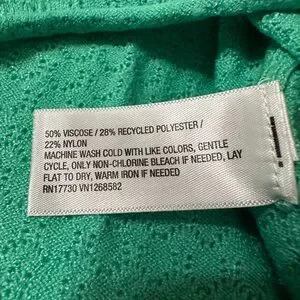 50% VISCOSE / 28% RECYCLED POLYESTER /
22% NYLON
MACHINE WASH COLD WITH LIKE COLORS, GENTLE
CYCLE, ONLY NON-CHLORINE BLEACH IF NEEDED, LAY
FLAT TO DRY, WARM IRON IF NEEDED
RN17730 VN1268582